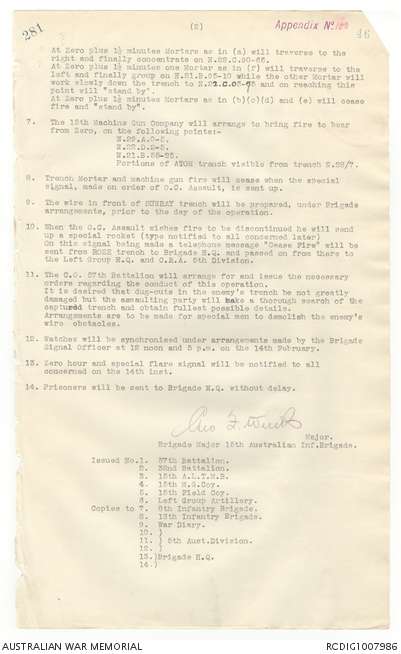 281
(2)
Appendix No
46
At Zero plus 1½ minutes Mortars as in (a) will traverse to the
right and finally concentrate on N.22.C.00-65.
At Zero plus 1½ minutes one Mortar as in (f) will traverse to the
left and finally group on N.21.B.05-10 while the other Mortar will
work slowly down the trench to and on reaching this
point will "stand by".
At Zero plus 1½ minutes Mortars as in (b)(c)(d) and (e) will cease
fire and "stand by".
7. The 15th Machine Gun Company will arrange to bring fire to bear
from Zero, on the following points:-
N.22.A.0-5.
N.22.D.2-5.
N.21.B.85-25.
Portions of ATOM trench visible from trench N.28/7.
8. Trench Mortar and machine gun fire will cease when the special
signal, made on order of O.C. Assault, is sent up.
9. The wire in front of SUNRAY trench will be prepared, under Brigade
arrangements, prior to the day of the operation.
10. When the O.C. Assault wishes fire to be discontinued he will send
up a special rocket (type notified to all concerned later)
On this signal being made a telephone message "Cease Fire" will be
sent from ROSE trench to Brigade H.Q. and passed on from there to
the Left Group H.Q. and C.R.A. 5th Division.
11. The C.O. 57th Battalion will arrange for and issue the necessary
orders regarding the conduct of this operation.
It is desired that dug-outs in the enemy's trench be not greatly
damaged but the assaulting party will make a thorough search of the
captured trench and obtain fullest possible details.
Arrangements are to be made for special men to demolish the enemy's
wire obstacles.
12. Watches will be synchronised under arrangements made by the Brigade
Signal Officer at 12 noon and 5 p.m. on the 14th February.
13. Zero hour and special flare signal will be notified to all
concerned on the 14th inst.
14. Prisoners will be sent to Brigade H.Q. without delay.
Geo F. Wieck
Major.
Brigade Major 15th Australian Inf.Brigade.
Issued No.1. 57th Battalion.
2. 32nd Battalion.
3. 15th A.L.T.M.B.
4. 15th M.G.Coy.
5. 15th Field Coy.
6. Left Group Artillery.
Copies to 7. 8th Infantry Brigade.
8. 13th Infantry Brigade.
9. War Diary.
10. )
11. ) 5th Aust.Division.
12. )
13.)Brigade H.Q.
14.)
AUSTRALIAN WAR MEMORIAL
RCDIG1007986